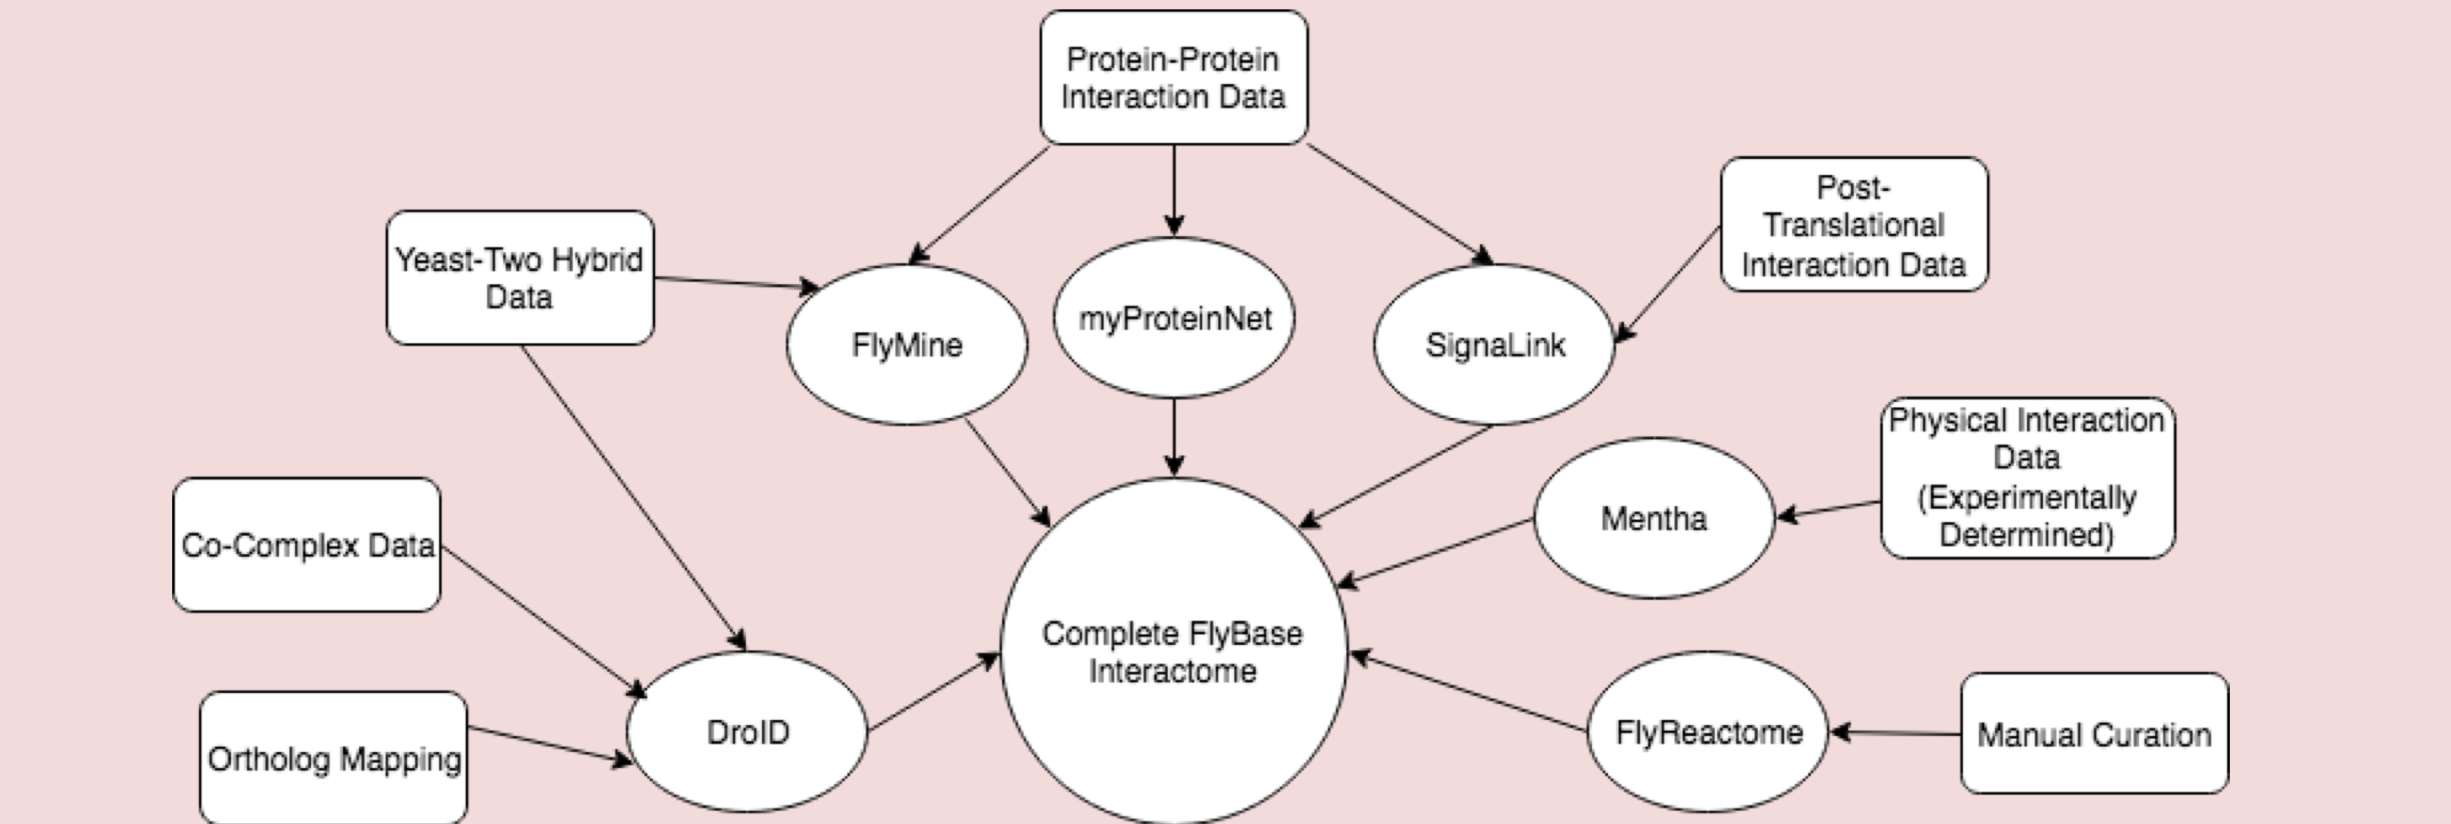 Protein-Protein
Interaction Data
Post-
Translational
Interaction Data
Yeast-Two Hybrid
Data
FlyMine
myProteinNet
SignaLink
Physical Interaction
Data
(Experimentally
Determined)
Mentha
Co-Complex Data
Complete FlyBase
Interactome
Ortholog Mapping
DroID
FlyReactome
Manual Curation